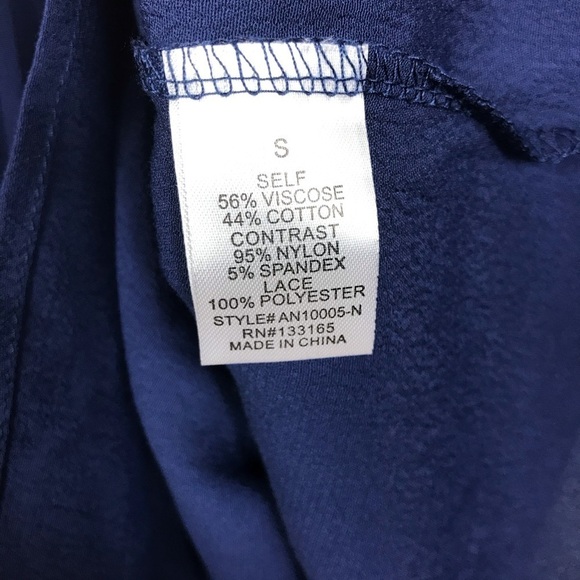 S
SELF
56% VISCOSE
44% COTTON
CONTRAST
95% NYLON
5% SPANDEX
LACE
100% POLYESTER
STYLE# AN10005-N
RN#133165
MADE IN CHINA